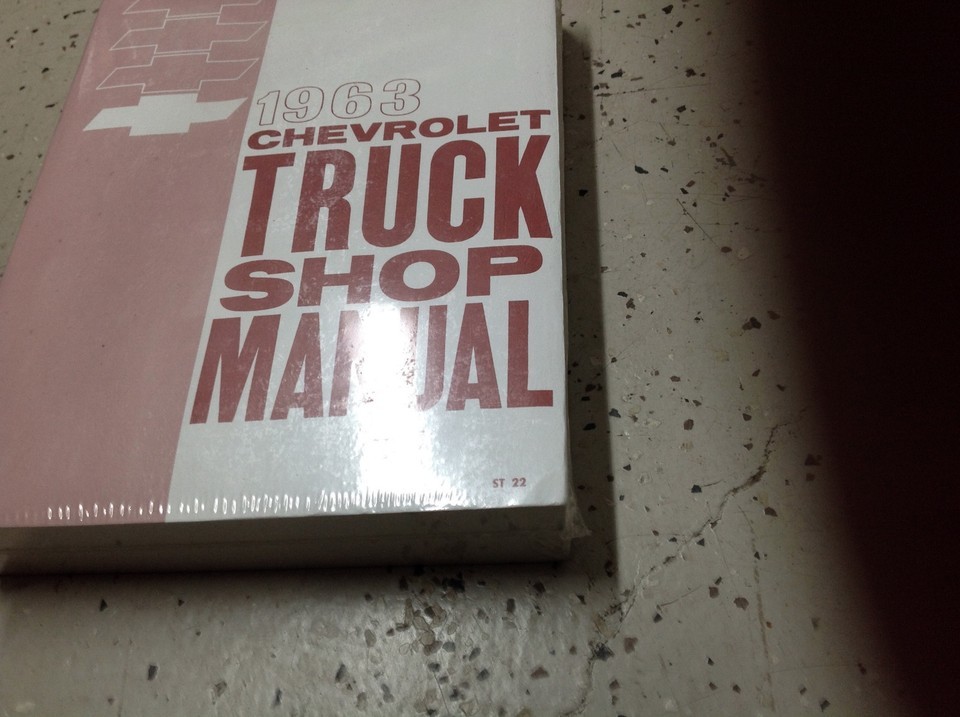 1963
CHEVROLET
TRUCK
SHOP
MANUAL
ST 22